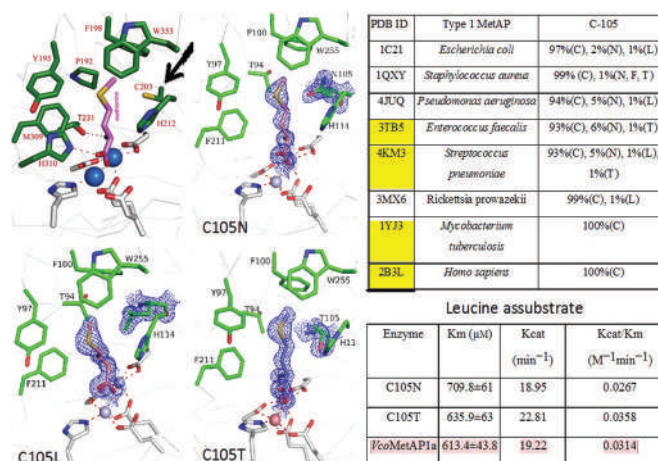 F198
W353
Y195
P192
C203
T231
H212
M309
H310
F100
W255
Y97
T94
N105
H114
F211
C105N
F100
W255
Y97
T94
H114
F211
C105L
F100
W255
Y97
T94
T105
H11
F211
C105T
PDB ID Type 1 MetAP C-105
1C21 Escherichia coli 97%(C), 2%(N), 1%(L)
1QXY Staphylococcus aureus 99% (C), 1%(N, F, T)
4JUQ Pseudomonas aeruginosa 94%(C), 5%(N), 1%(L)
3TB5 Enterococcus faecalis 93%(C), 6%(N), 1%(T)
4KM3 Streptococcus pneumoniae 93%(C), 5%(N), 1%(L), 1%(T)
3MX6 Rickettsia prowazekii 99%(C), 1%(L)
1YJ3 Mycobacterium tuberculosis 100%(C)
2B3L Homo sapiens 100%(C)
Leucine assubstrate
Enzyme Km (µM) Kcat (min⁻¹) Kcat/Km (M⁻¹min⁻¹)
C105N 709.8±61 18.95 0.0267
C105T 635.9±63 22.81 0.0358
VcoMetAP1a 613.4±43.8 19.22 0.0314